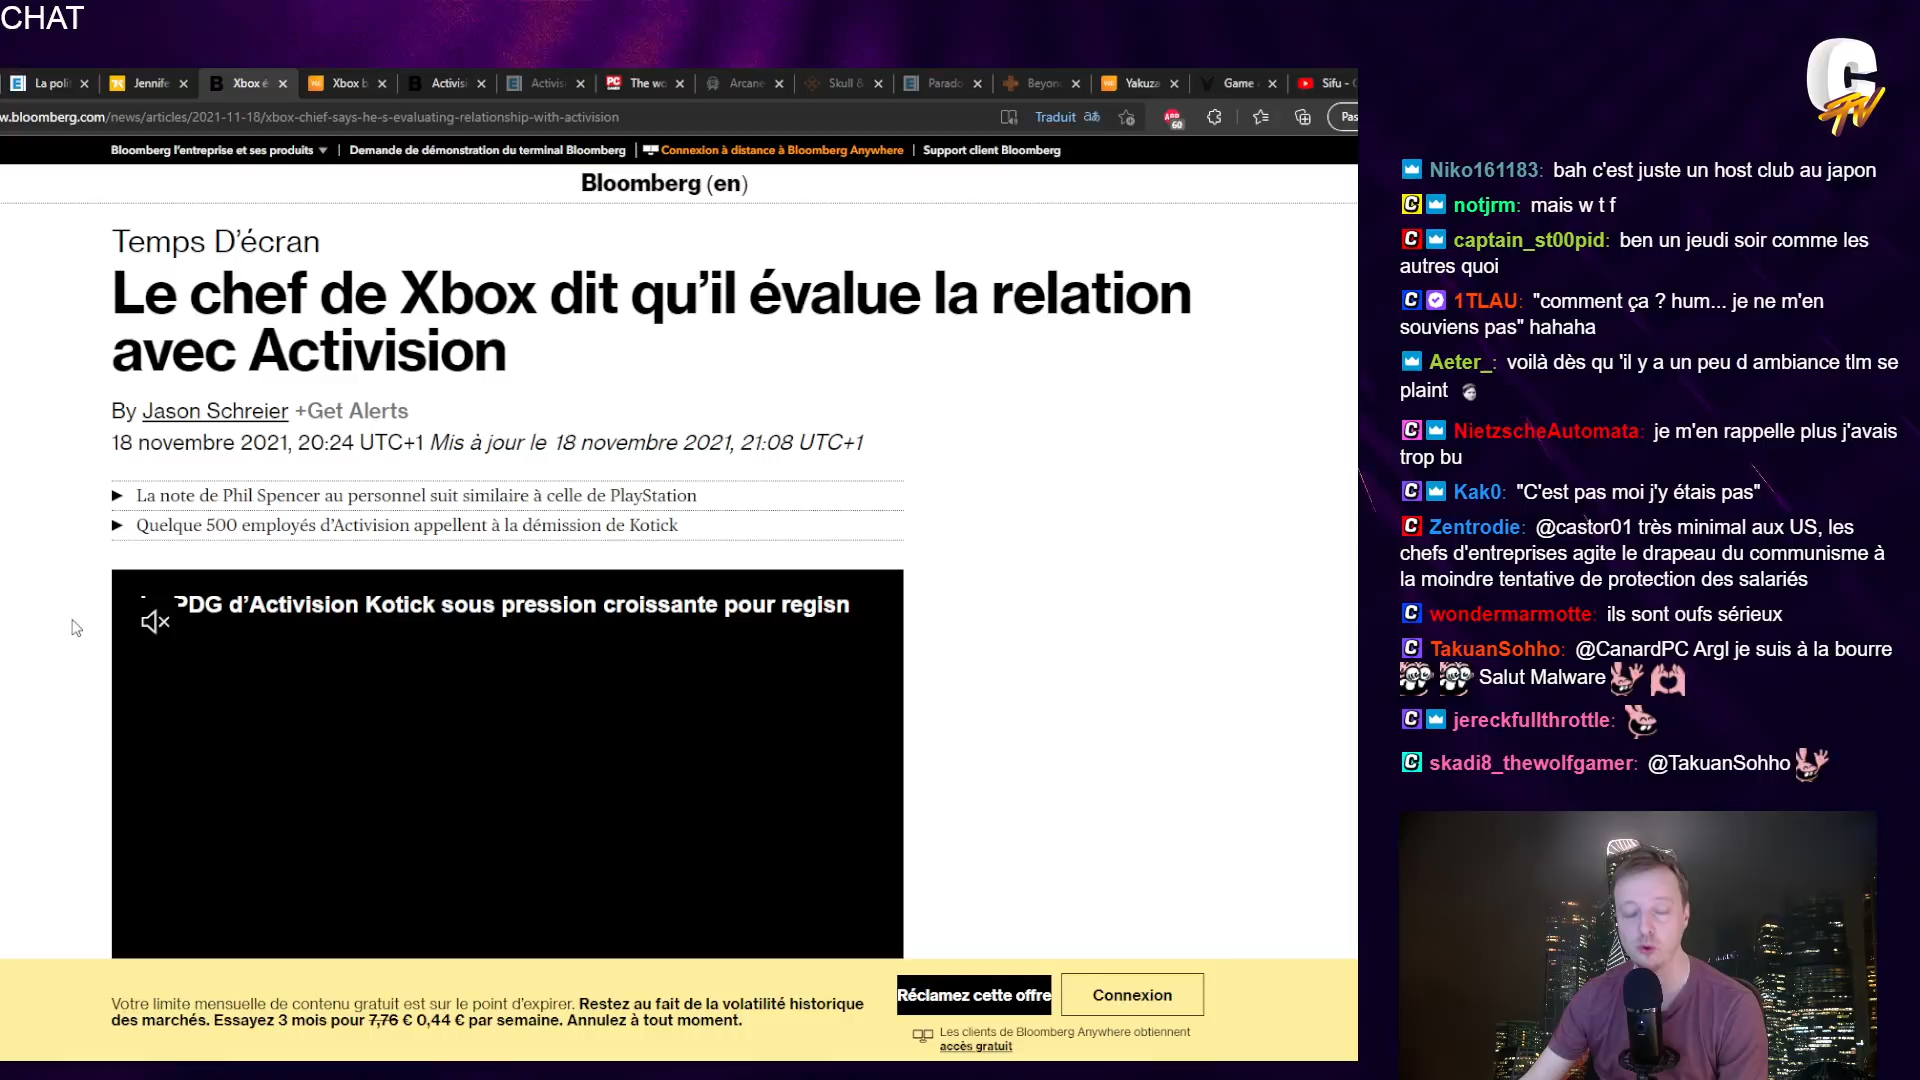 CHAT
La poli
Jennife
Xbox é
Xbox b
Activisi
Activis
The wo
Arcane
Skull &
Parado
Beyon
Yakuza
Game
Sifu -
w.bloomberg.com/news/articles/2021-11-18/xbox-chief-says-he-s-evaluating-relationship-with-activision
Traduit
60
Pas
Bloomberg l'entreprise et ses produits
Demande de démonstration du terminal Bloomberg
Connexion à distance à Bloomberg Anywhere
Support client Bloomberg
Bloomberg (en)
Temps D'écran
Le chef de Xbox dit qu'il évalue la relation
avec Activision
By Jason Schreier +Get Alerts
18 novembre 2021, 20:24 UTC+1 Mis à jour le 18 novembre 2021, 21:08 UTC+1
La note de Phil Spencer au personnel suit similaire à celle de PlayStation
Quelque 500 employés d'Activision appellent à la démission de Kotick
PDG d'Activision Kotick sous pression croissante pour regisn
Votre limite mensuelle de contenu gratuit est sur le point d'expirer. Restez au fait de la volatilité historique
des marchés. Essayez 3 mois pour 7,76 € 0,44 € par semaine. Annulez à tout moment.
Réclamez cette offre
Connexion
Les clients de Bloomberg Anywhere obtiennent
accès gratuit
C TV
Niko161183: bah c'est juste un host club au japon
notjrm: mais w t f
captain_st00pid: ben un jeudi soir comme les
autres quoi
1TLAU: "comment ça ? hum... je ne m'en
souviens pas" hahaha
Aeter_: voilà dès qu 'il y a un peu d ambiance tlm se
plaint
NietzscheAutomata: je m'en rappelle plus j'avais
trop bu
Kak0: "C'est pas moi j'y étais pas"
Zentrodie: @castor01 très minimal aux US, les
chefs d'entreprises agite le drapeau du communisme à
la moindre tentative de protection des salariés
wondermarmotte: ils sont oufs sérieux
TakuanSohho: @CanardPC Argl je suis à la bourre
Salut Malware
jereckfullthrottle:
skadi8_thewolfgamer: @TakuanSohho